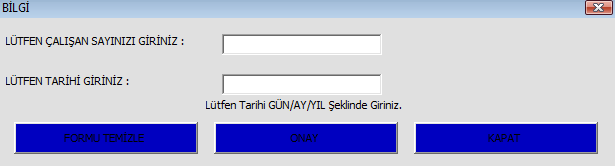 BİLGİ
LÜTFEN ÇALIŞAN SAYINIZI GİRİNİZ :
LÜTFEN TARİHİ GİRİNİZ :
Lütfen Tarihi GÜN/AY/YIL Şeklinde Giriniz.
FORMU TEMİZLE ONAY KAPAT